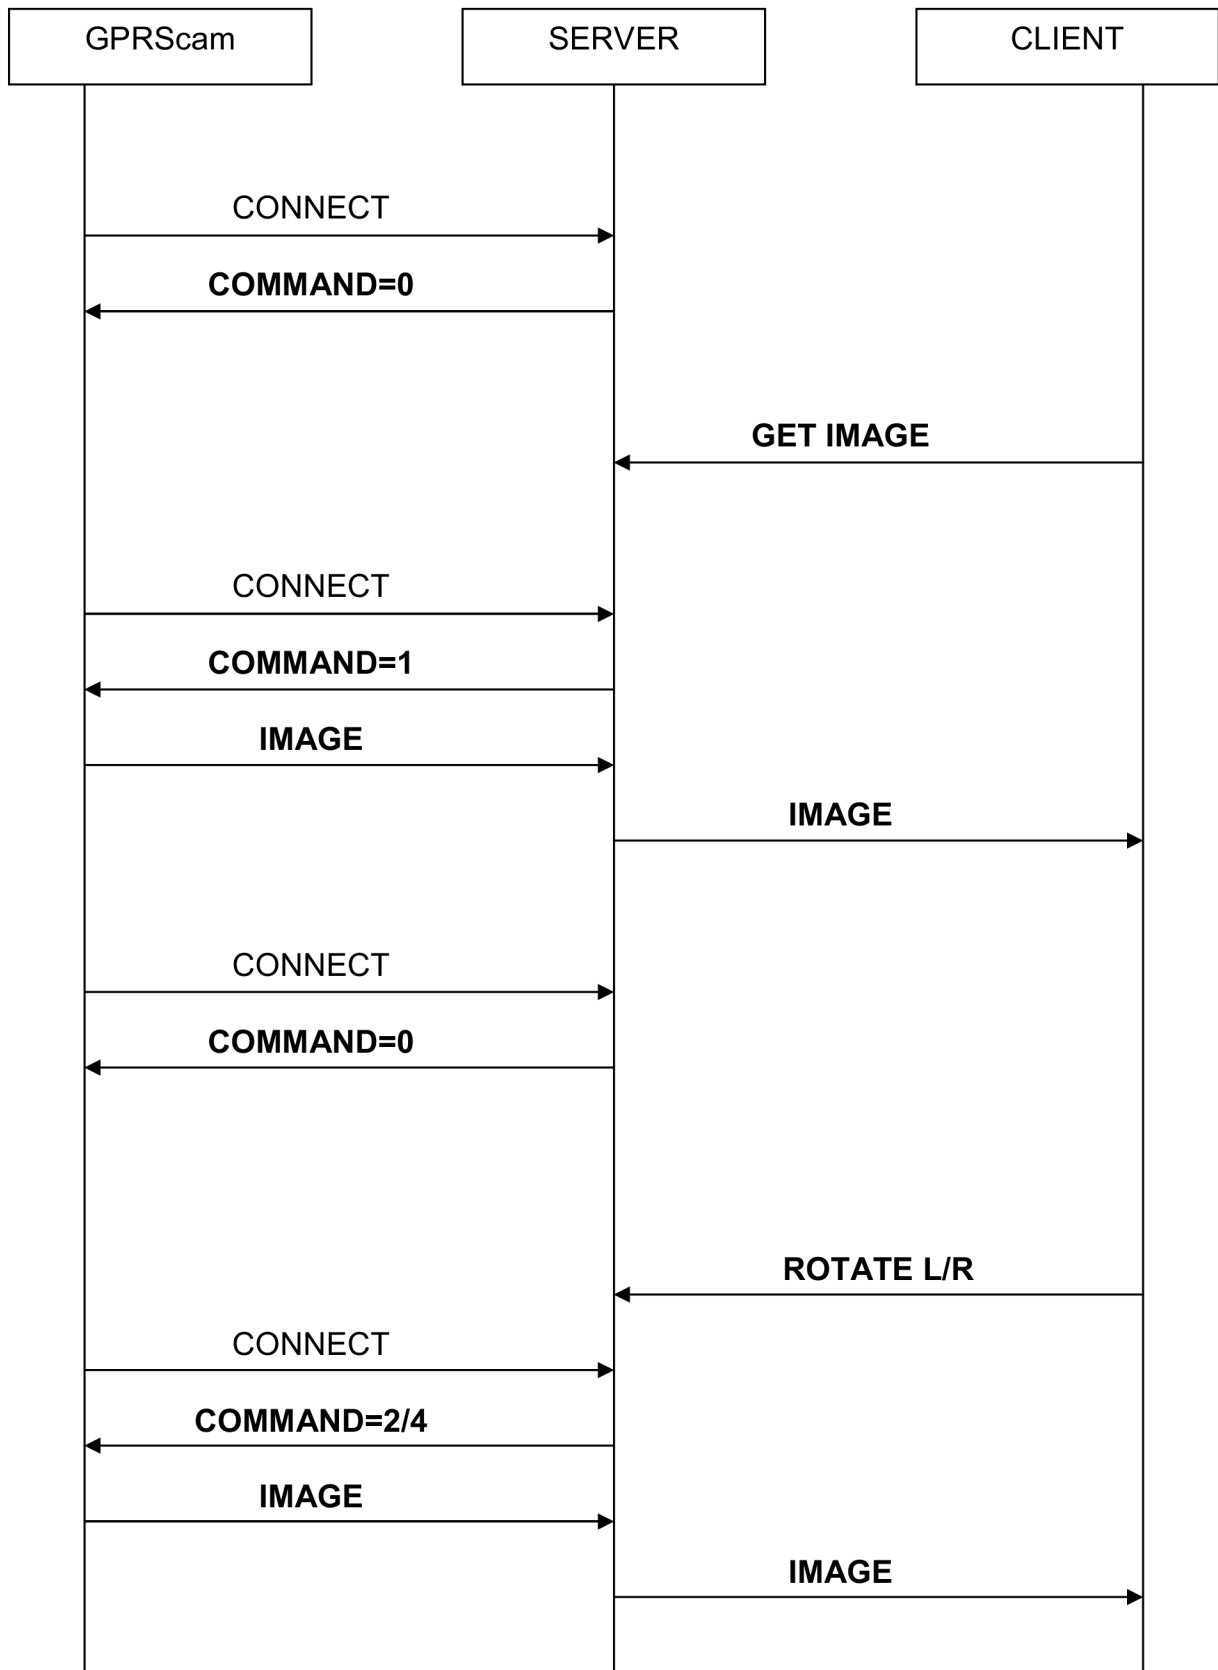 GPRScam
SERVER
CLIENT
CONNECT
COMMAND=0
GET IMAGE
CONNECT
COMMAND=1
IMAGE
IMAGE
CONNECT
COMMAND=0
ROTATE L/R
CONNECT
COMMAND=2/4
IMAGE
IMAGE